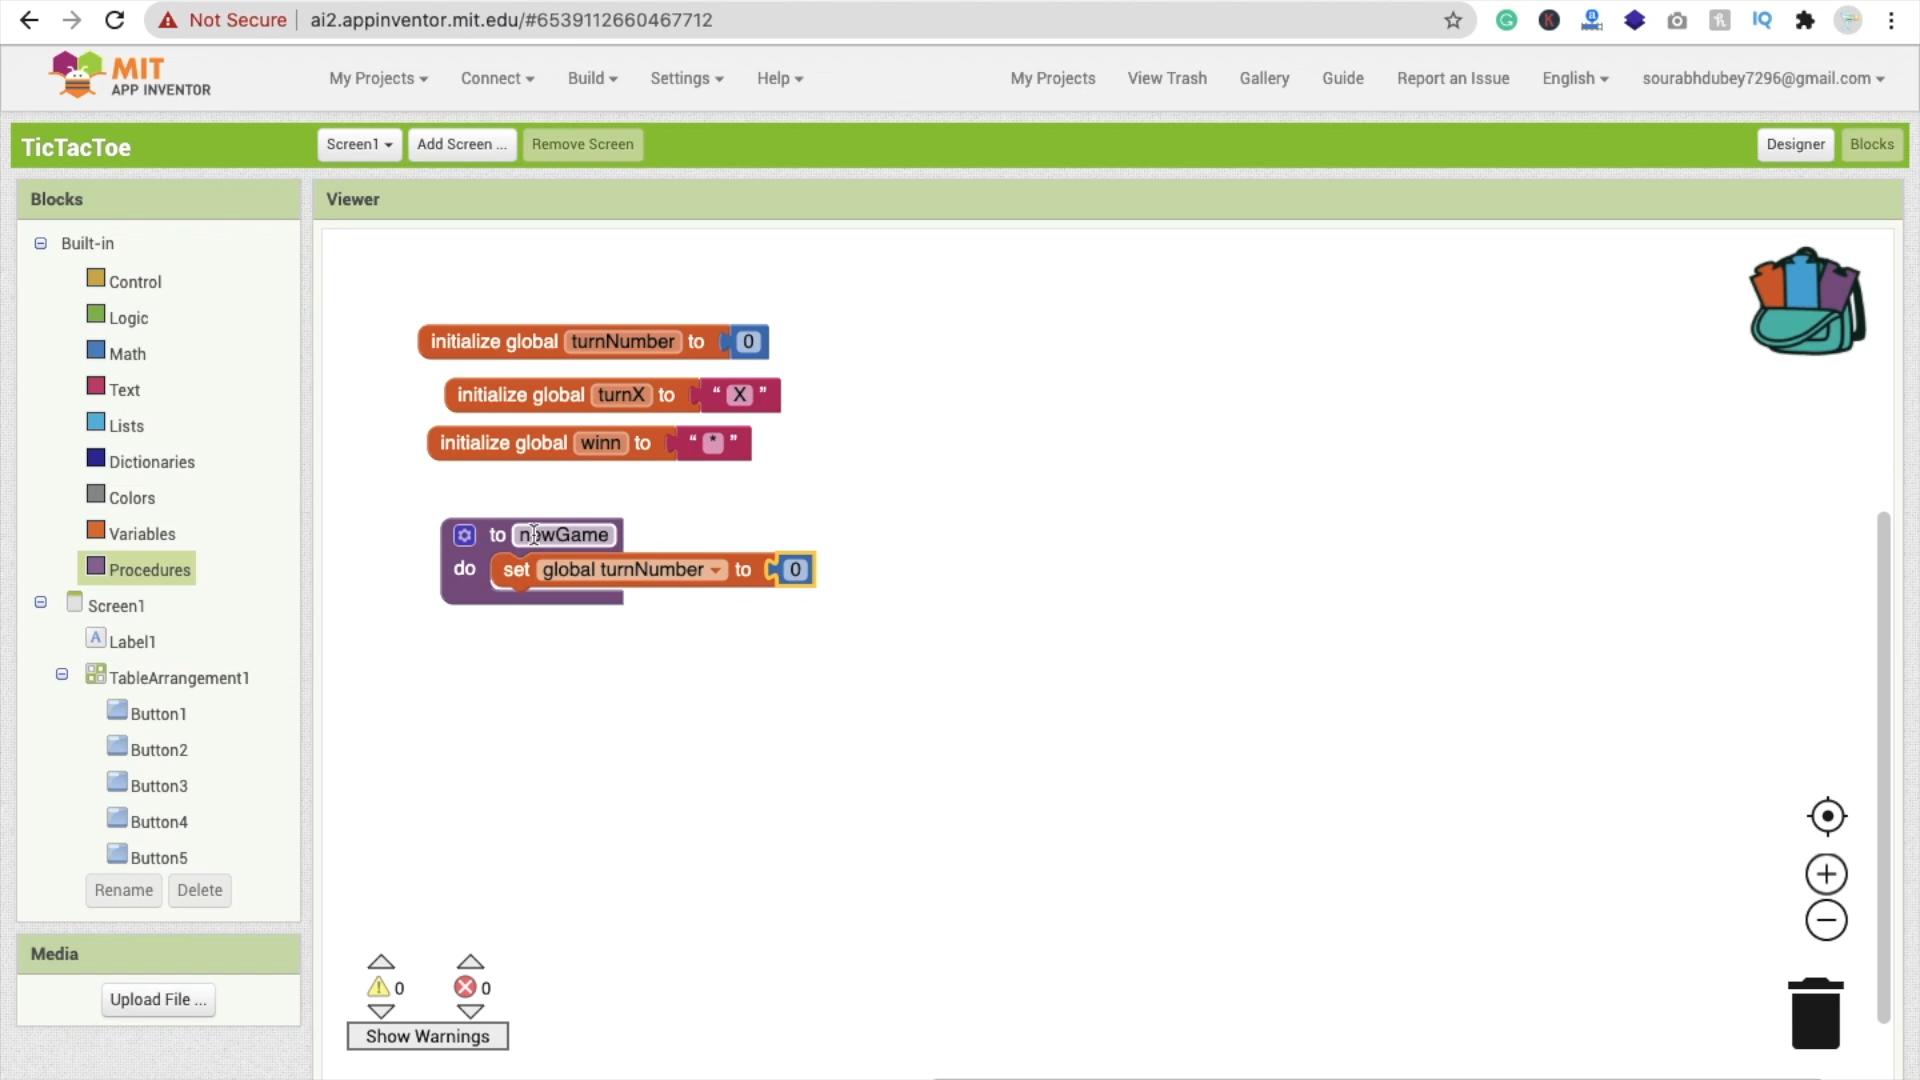 Not Secure ai2.appinventor.mit.edu/#6539112660467712
MIT APP INVENTOR
My Projects Connect Build Settings Help My Projects View Trash Gallery Guide Report an Issue English sourabhdubey7296@gmail.com
TicTacToe Screen1 Add Screen ... Remove Screen Designer Blocks
Blocks
Viewer
Built-in
Control
Logic
Math
Text
Lists
Dictionaries
Colors
Variables
Procedures
Screen1
Label1
TableArrangement1
Button1
Button2
Button3
Button4
Button5
Rename Delete
Media
Upload File ...
initialize global turnNumber to 0
initialize global turnX to “ X ”
initialize global winn to “ * ”
to newGame
do set global turnNumber to 0
0 0
Show Warnings